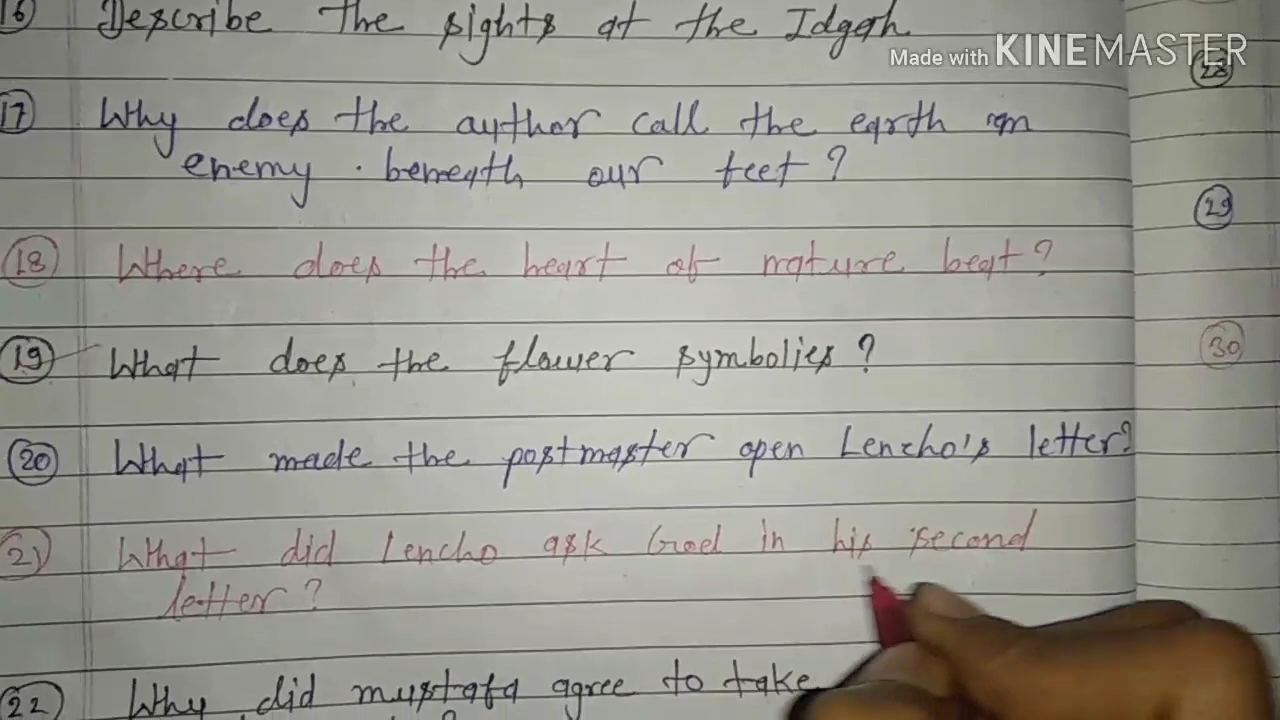 16 Describe the sights at the Idgah.
Made with KINEMASTER
17 Why does the author call the earth an
enemy . beneath our feet?
18 Where does the heart of nature beat?
19 What does the flower symbolies?
20 What made the postmaster open Lencho's letter?
21 What did Lencho ask God in his second
letter?
22 Why did mustafa agree to take
28
29
30